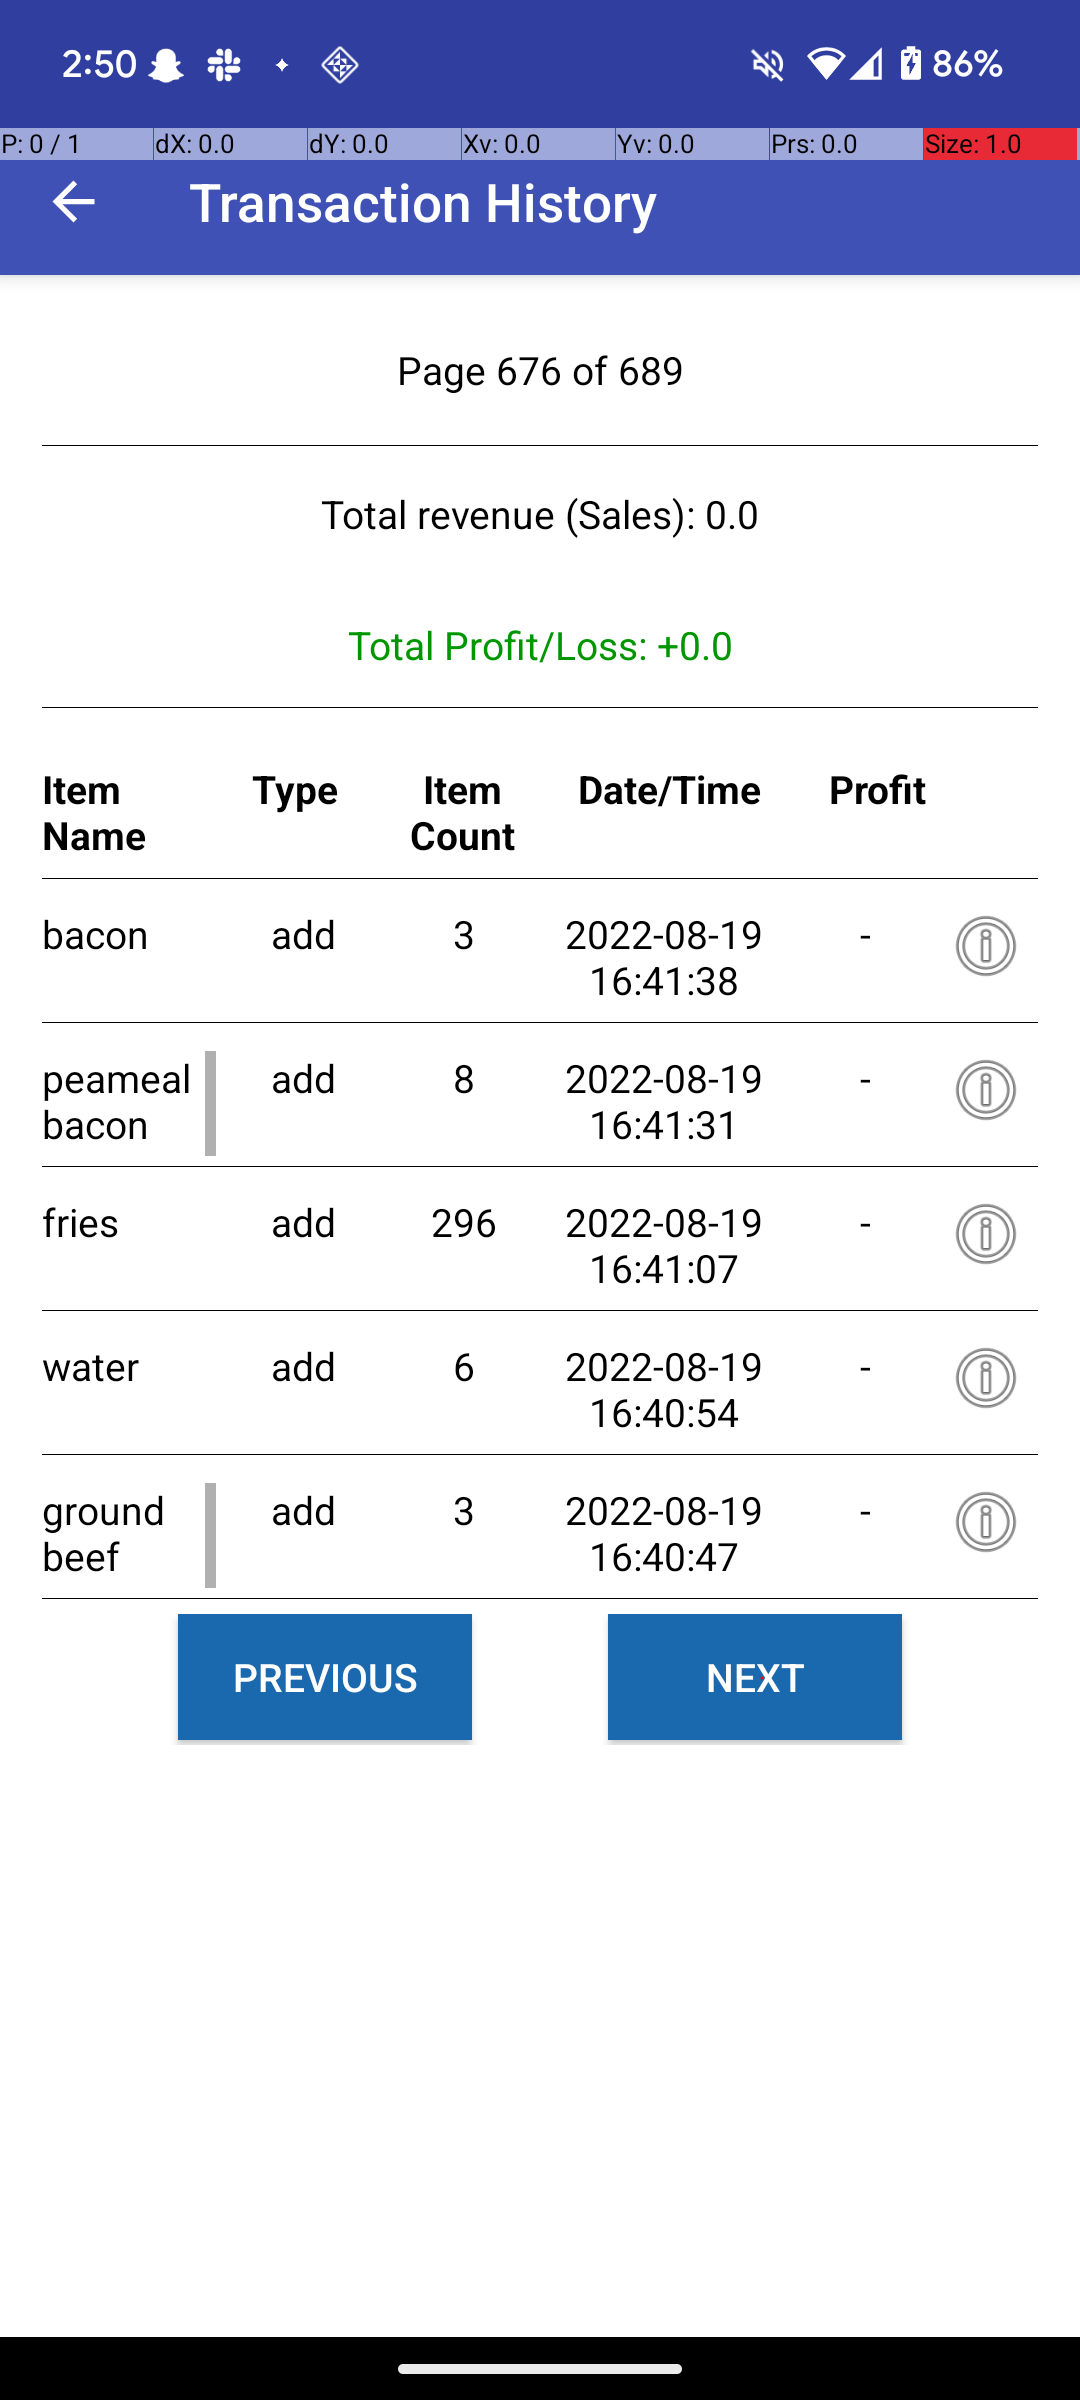 2:50 86%
P: 0 / 1 dX: 0.0 dY: 0.0 Xv: 0.0 Yv: 0.0 Prs: 0.0 Size: 1.0
Transaction History
Page 676 of 689
Total revenue (Sales): 0.0
Total Profit/Loss: +0.0
Item Name Type Item Count Date/Time Profit
bacon add 3 2022-08-19 16:41:38 -
peameal bacon add 8 2022-08-19 16:41:31 -
fries add 296 2022-08-19 16:41:07 -
water add 6 2022-08-19 16:40:54 -
ground beef add 3 2022-08-19 16:40:47 -
PREVIOUS NEXT